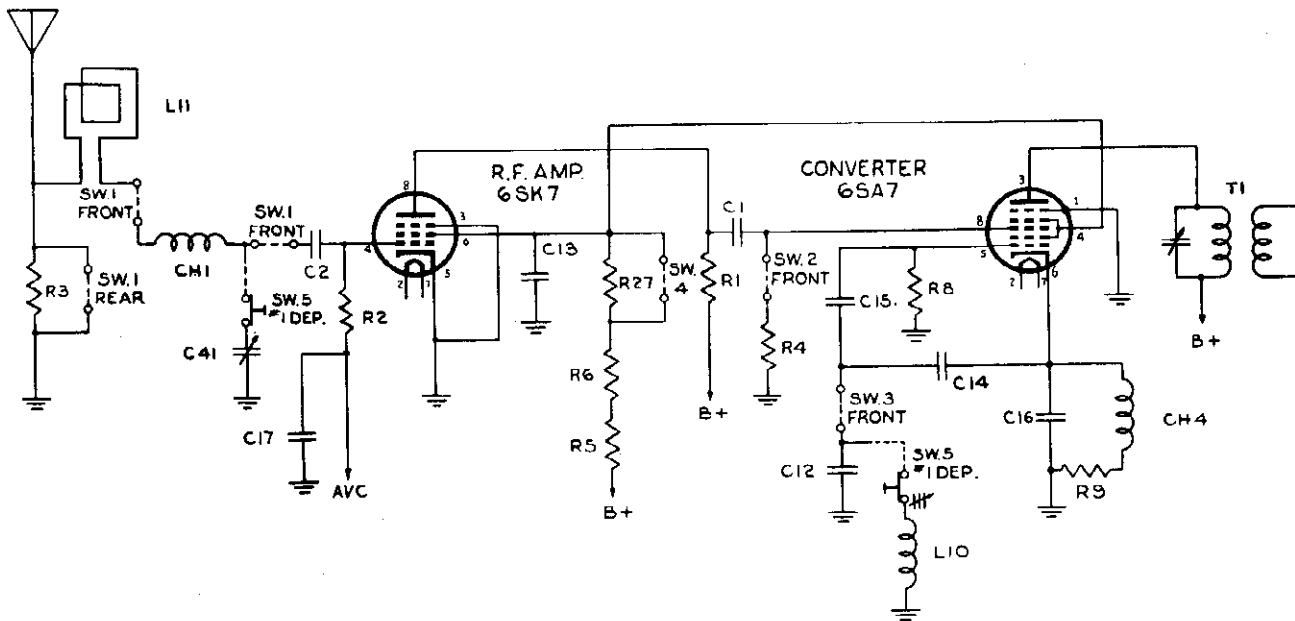 L11
SW.1
FRONT
CH1
SW.1
FRONT
C2
R3
SW.1
REAR
SW.5
#1 DEP.
C41
R2
C17
AVC
8
4
3
6
5
2
7
R.F. AMP.
6SK7
C13
R27
SW.
4
R6
R5
B+
R1
B+
C1
SW.2
FRONT
R4
CONVERTER
6SA7
3
1
8
4
5
2
7
6
C15.
R8
C14
SW.3
FRONT
C12
SW.5
#1 DEP.
L10
C16
CH4
R9
T1
B+